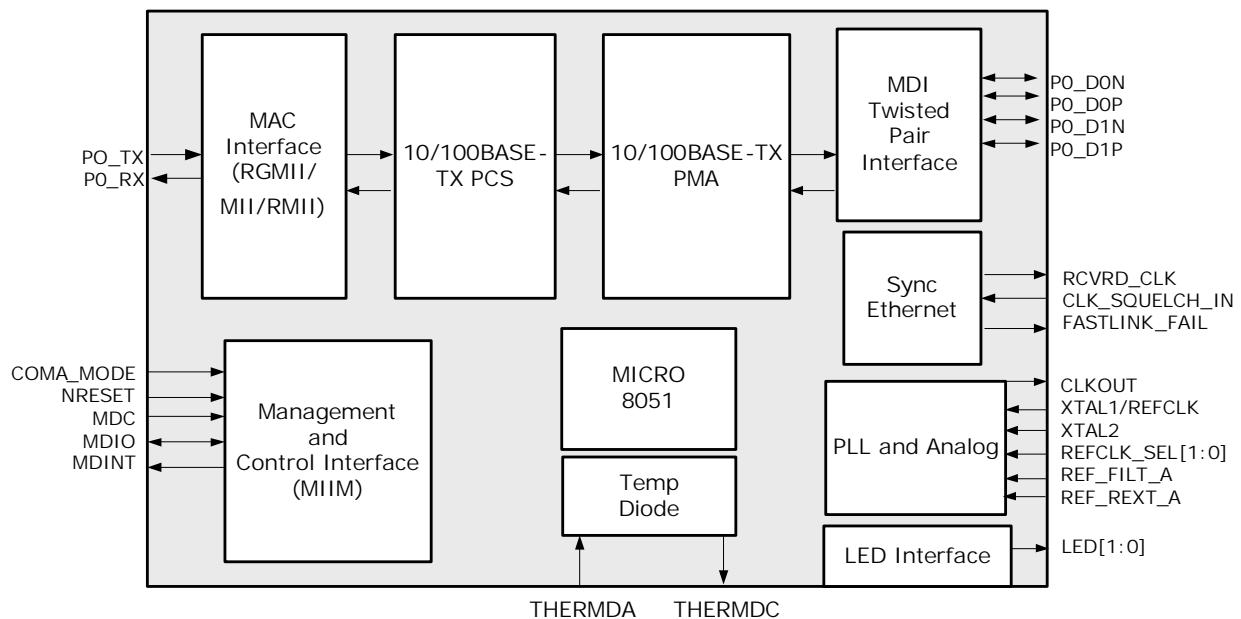 MAC
Interface
(RGMII/
MII/RMII)
10/100BASE-
TX PCS
10/100BASE-TX
PMA
MDI
Twisted
Pair
Interface
PO_TX
P0_RX
P0_D0N
P0_D0P
P0_D1N
P0_D1P
Sync
Ethernet
RCVRD_CLK
CLK_SQUELCH_IN
FASTLINK_FAIL
COMA_MODE
NRESET
MDC
MDIO
MDINT
Management
and
Control Interface
(MIIM)
MICRO
8051
Temp
Diode
PLL and Analog
CLKOUT
XTAL1/REFCLK
XTAL2
REFCLK_SEL[1:0]
REF_FILT_A
REF_REXT_A
LED Interface
LED[1:0]
THERMDA
THERMDC